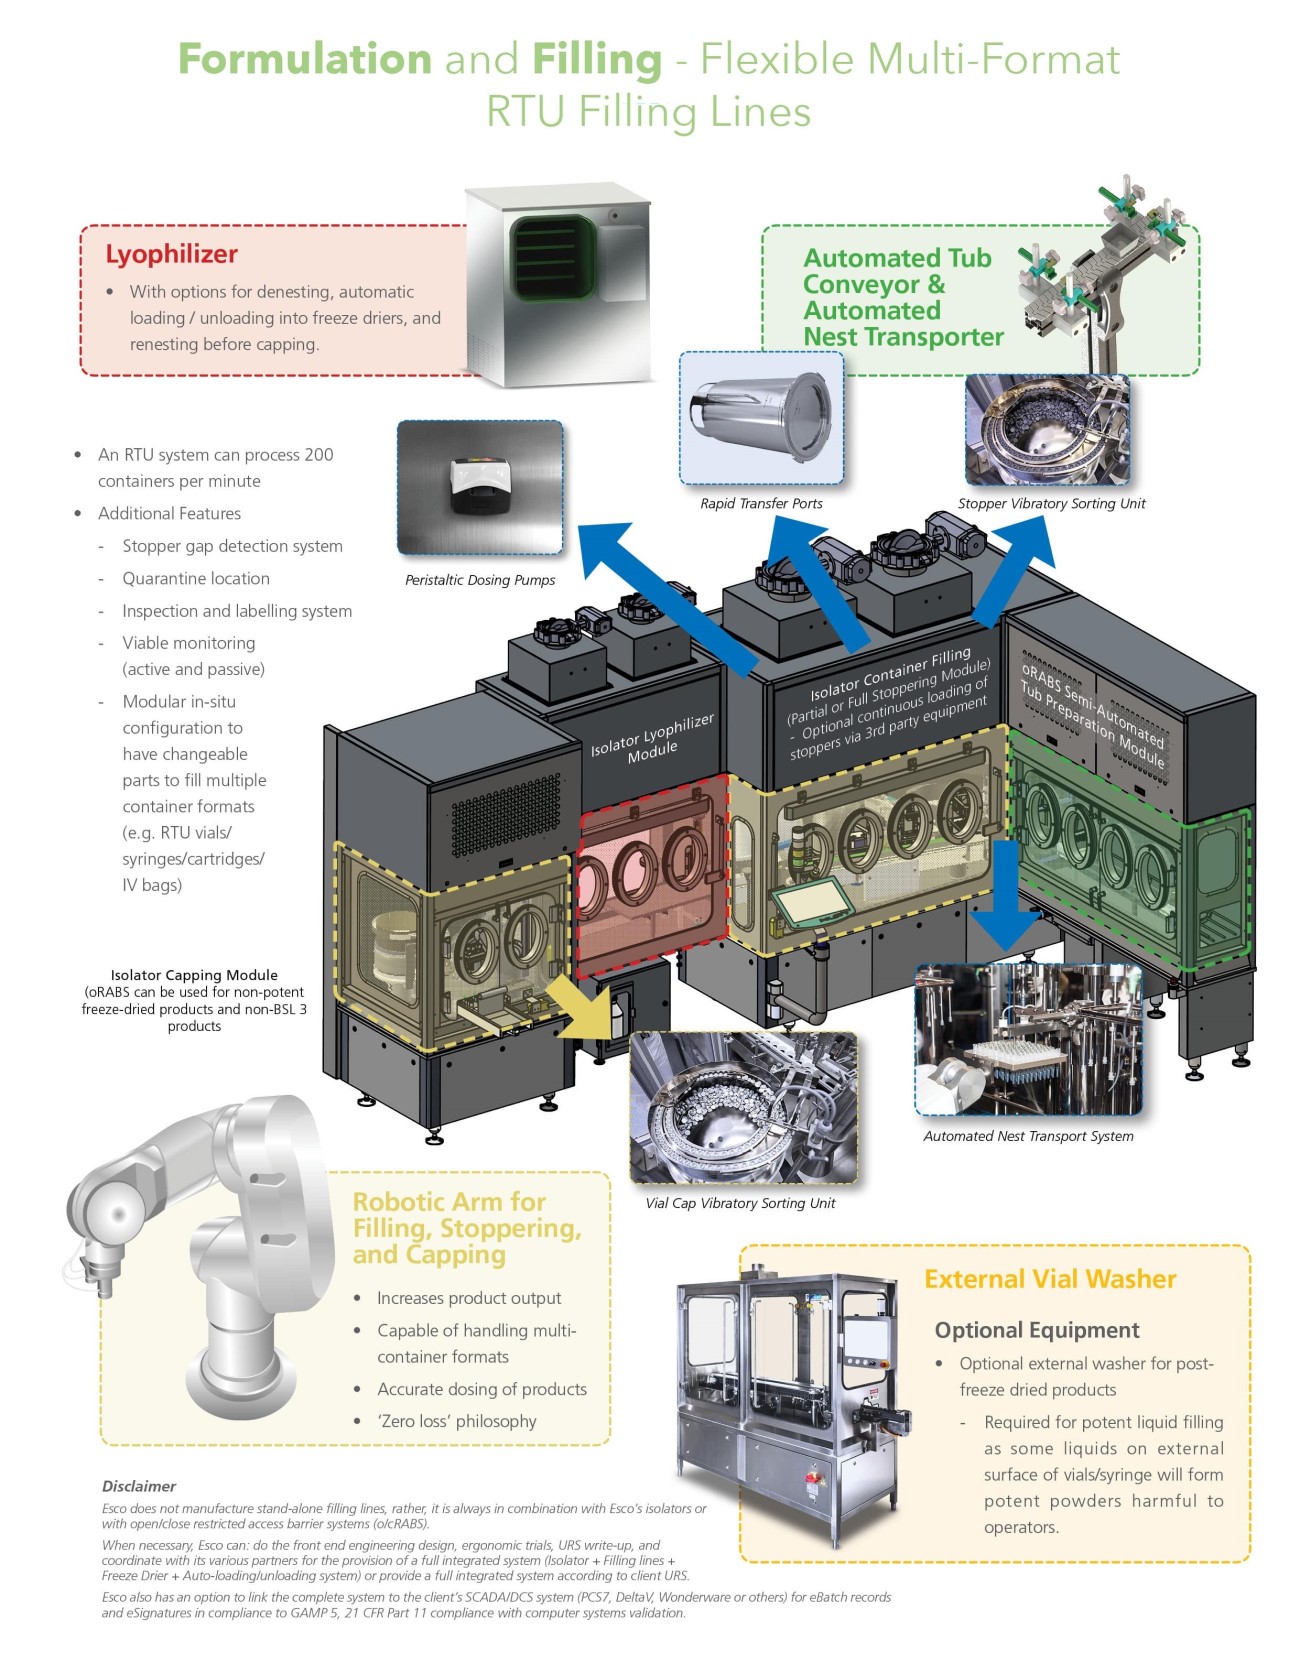 Formulation and Filling - Flexible Multi-Format
RTU Filling Lines
Lyophilizer
• With options for denesting, automatic
loading / unloading into freeze driers, and
renesting before capping.
Automated Tub
Conveyor &
Automated
Nest Transporter
• An RTU system can process 200
containers per minute
• Additional Features
- Stopper gap detection system
- Quarantine location
- Inspection and labelling system
- Viable monitoring
(active and passive)
- Modular in-situ
configuration to
have changeable
parts to fill multiple
container formats
(e.g. RTU vials/
syringes/cartridges/
IV bags)
Peristaltic Dosing Pumps
Rapid Transfer Ports
Stopper Vibratory Sorting Unit
Isolator Lyophilizer
Module
Isolator Container Filling
(Partial or Full Stoppering Module)
- Optional continuous loading of
stoppers via 3rd party equipment
oRABS Semi-Automated
Tub Preparation Module
Isolator Capping Module
(oRABS can be used for non-potent
freeze-dried products and non-BSL 3
products
Automated Nest Transport System
Vial Cap Vibratory Sorting Unit
Robotic Arm for
Filling, Stoppering,
and Capping
• Increases product output
• Capable of handling multi-
container formats
• Accurate dosing of products
• ‘Zero loss’ philosophy
External Vial Washer
Optional Equipment
• Optional external washer for post-
freeze dried products
- Required for potent liquid filling
as some liquids on external
surface of vials/syringe will form
potent powders harmful to
operators.
Disclaimer
Esco does not manufacture stand-alone filling lines, rather, it is always in combination with Esco’s isolators or
with open/close restricted access barrier systems (o/cRABS).
When necessary, Esco can: do the front end engineering design, ergonomic trials, URS write-up, and
coordinate with its various partners for the provision of a full integrated system (Isolator + Filling lines +
Freeze Drier + Auto-loading/unloading system) or provide a full integrated system according to client URS.
Esco also has an option to link the complete system to the client’s SCADA/DCS system (PCS7, DeltaV, Wonderware or others) for eBatch records
and eSignatures in compliance to GAMP 5, 21 CFR Part 11 compliance with computer systems validation.